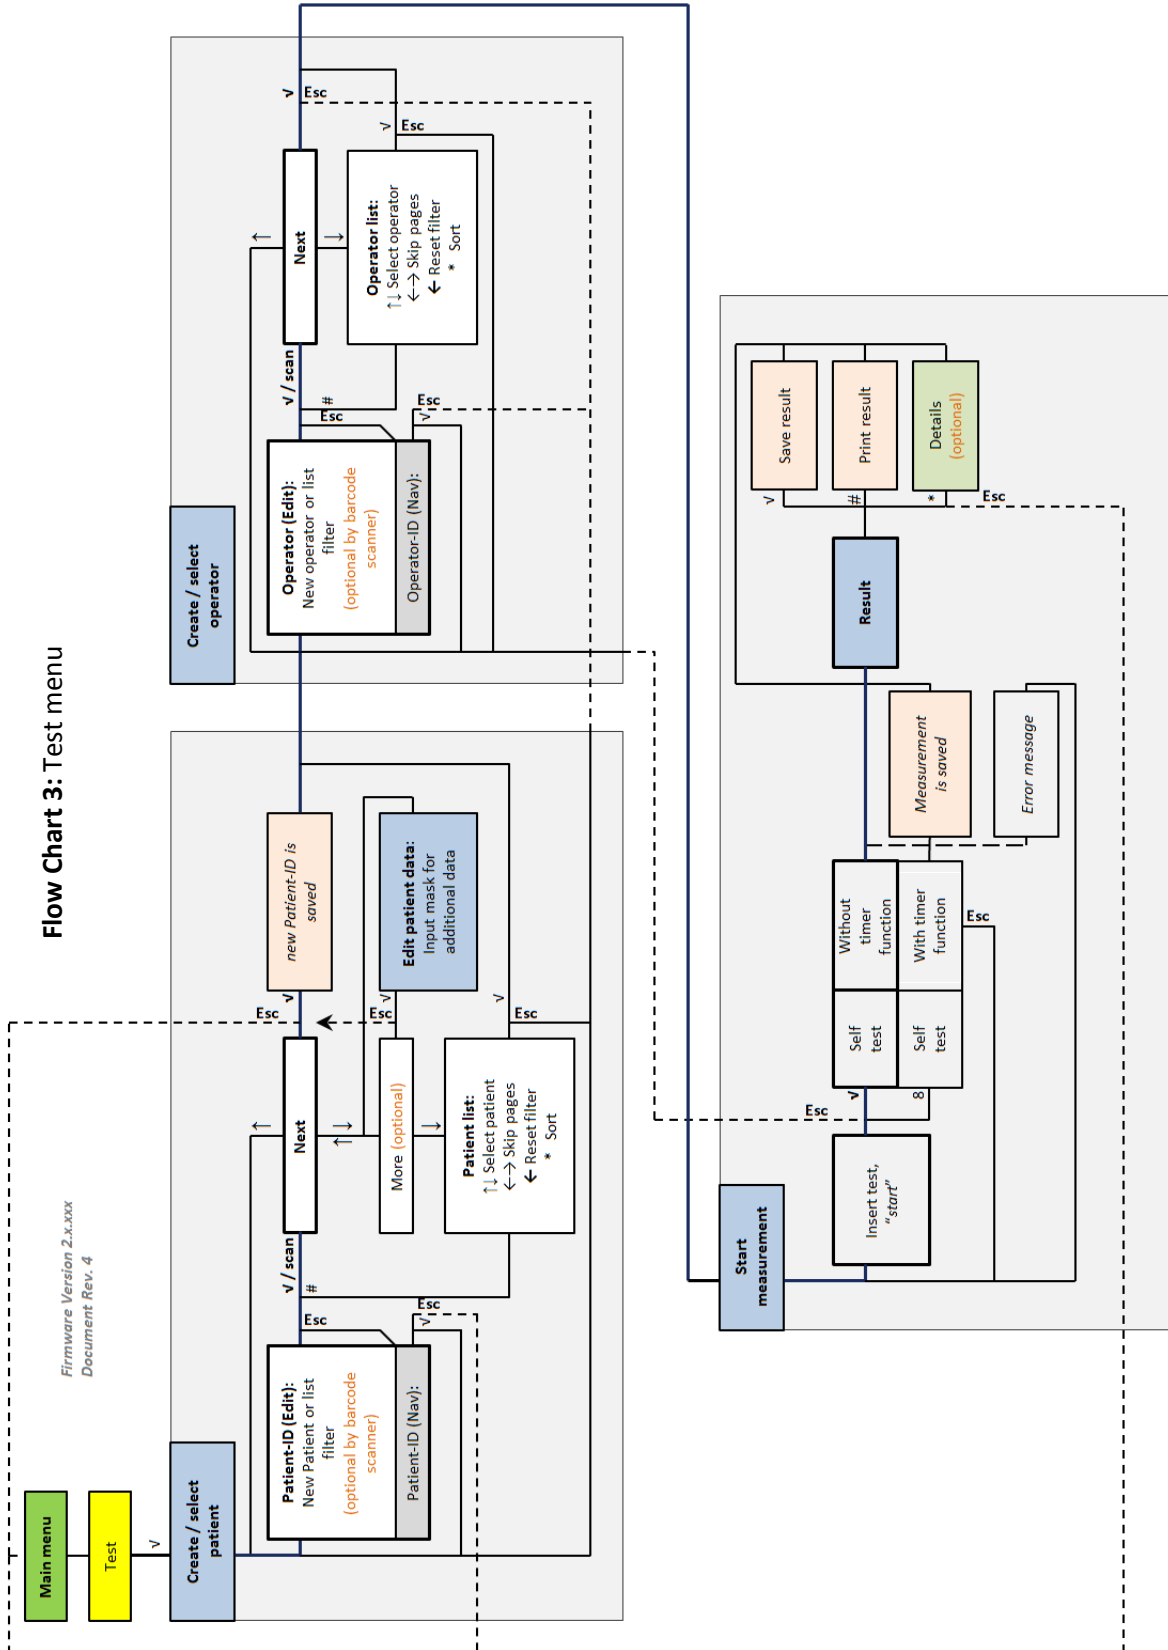 Flow Chart 3: Test menu
Firmware Version 2.x.xxx
Document Rev. 4
Main menu
Test
√
Create / select
patient
Patient-ID (Edit):
New Patient or list
filter
(optional by barcode
scanner)
Patient-ID (Nav):
Esc
√
Esc
√ / scan
#
Next
↑
↑↓
More (optional)
↓
Patient list:
↑↓ Select patient
←→ Skip pages
← Reset filter
* Sort
Esc
√
Esc
√
Esc
√
new Patient-ID is
saved
Edit patient data:
Input mask for
additional data
Create / select
operator
Operator (Edit):
New operator or list
filter
(optional by barcode
scanner)
Operator-ID (Nav):
Esc
√
Esc
√ / scan
#
Next
↑
↓
Operator list:
↑↓ Select operator
←→ Skip pages
← Reset filter
* Sort
√
Esc
√
Esc
Start
measurement
Insert test,
“start”
Esc
√
8
Self
test
Self
test
Without
timer
function
With timer
function
Esc
Measurement
is saved
Error message
Result
√
#
*
Esc
Save result
Print result
Details
(optional)